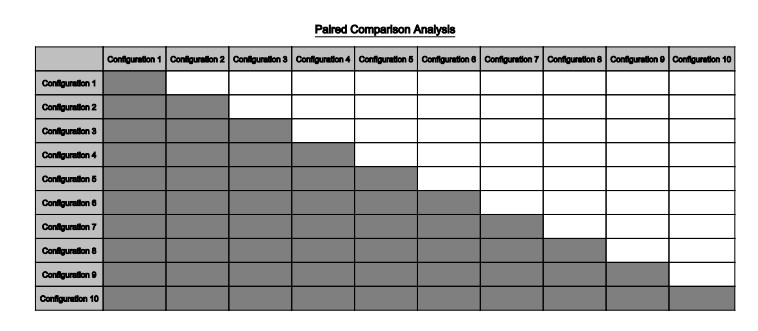 Paired Comparison Analysis
Configuration 1 Configuration 2 Configuration 3 Configuration 4 Configuration 5 Configuration 6 Configuration 7 Configuration 8 Configuration 9 Configuration 10
Configuration 1
Configuration 2
Configuration 3
Configuration 4
Configuration 5
Configuration 6
Configuration 7
Configuration 8
Configuration 9
Configuration 10